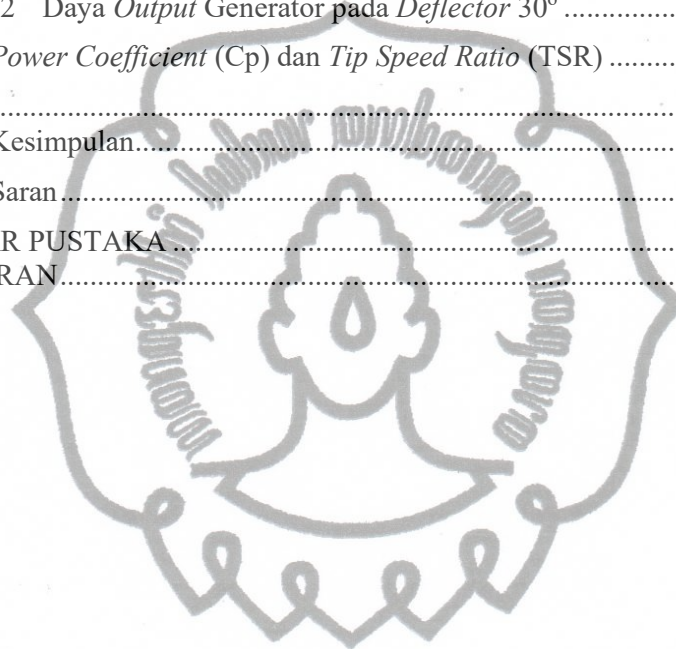 2 Daya Output Generator pada Deflector 30° ...................
Power Coefficient (Cp) dan Tip Speed Ratio (TSR) ..........
................................................................................
Kesimpulan................................................................
Saran.........................................................................
R PUSTAKA ..............................................................
RAN...........................................................................